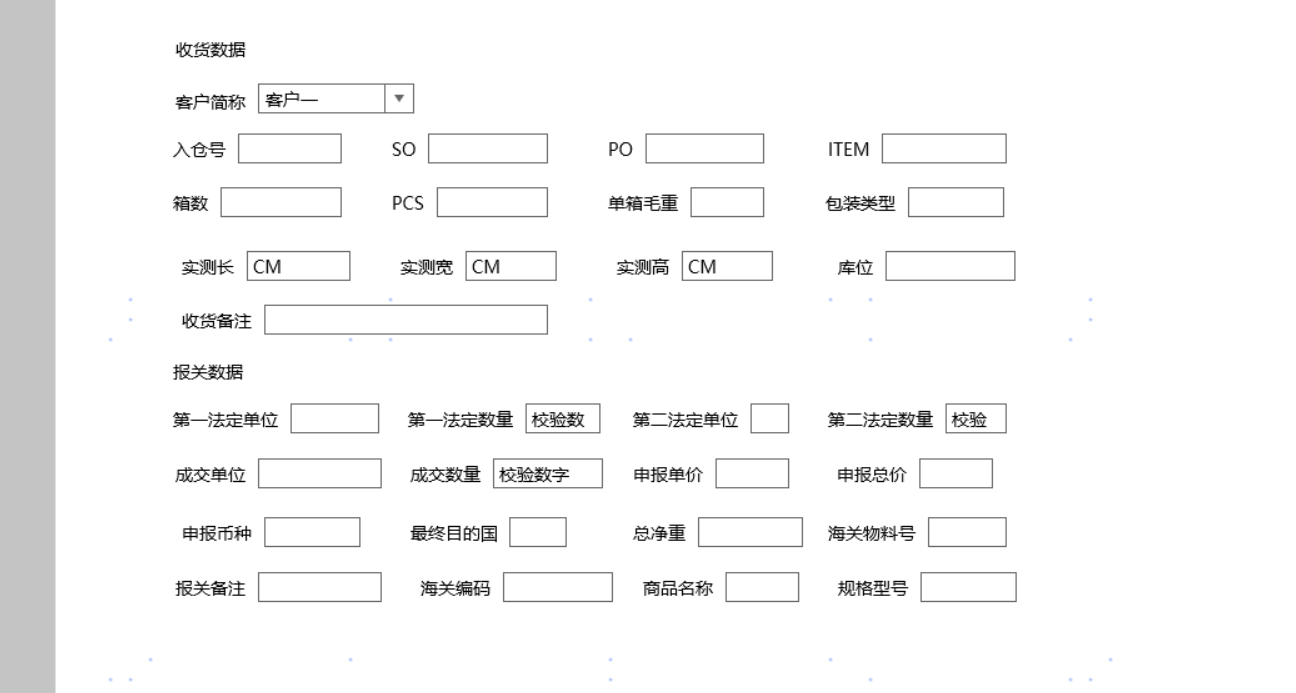 收货数据
客户简称 客户一
入仓号 SO PO ITEM
箱数 PCS 单箱毛重 包装类型
实测长 CM 实测宽 CM 实测高 CM 库位
收货备注
报关数据
第一法定单位 第一法定数量 校验数 第二法定单位 第二法定数量 校验
成交单位 成交数量 校验数字 申报单价 申报总价
申报币种 最终目的国 总净重 海关物料号
报关备注 海关编码 商品名称 规格型号